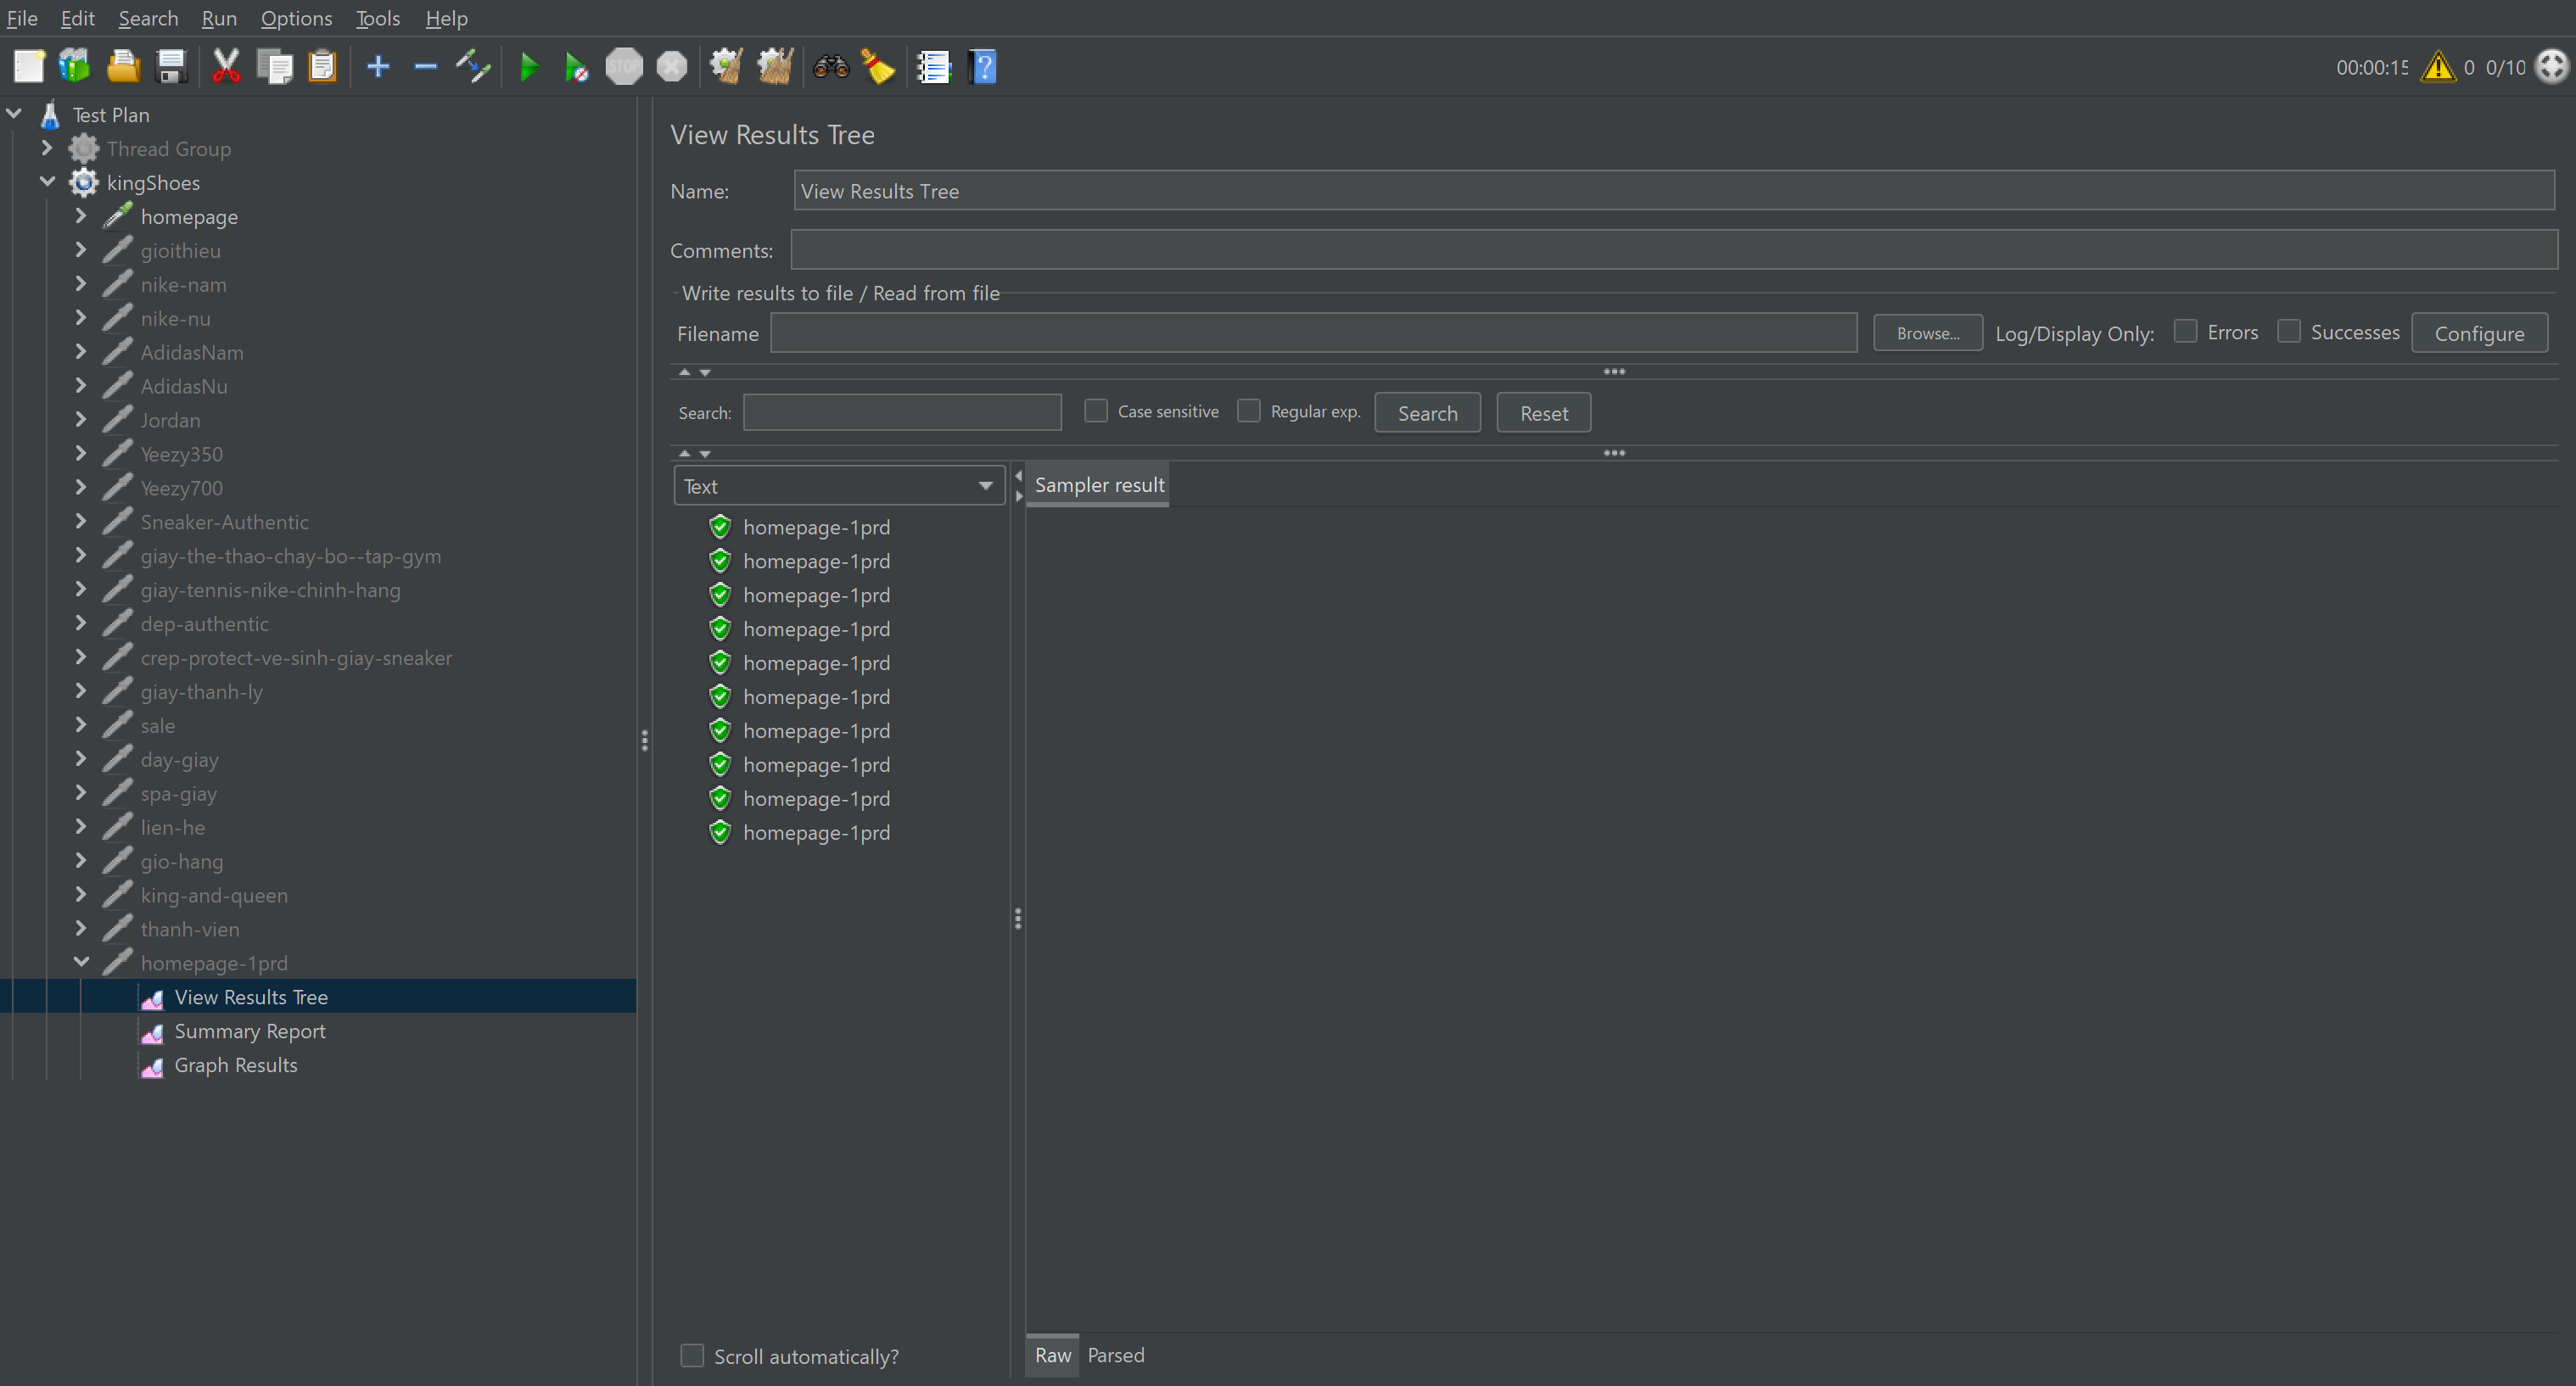 File Edit Search Run Options Tools Help
STOP
00:00:15 0 0/10
Test Plan
Thread Group
kingShoes
homepage
gioithieu
nike-nam
nike-nu
AdidasNam
AdidasNu
Jordan
Yeezy350
Yeezy700
Sneaker-Authentic
giay-the-thao-chay-bo--tap-gym
giay-tennis-nike-chinh-hang
dep-authentic
crep-protect-ve-sinh-giay-sneaker
giay-thanh-ly
sale
day-giay
spa-giay
lien-he
gio-hang
king-and-queen
thanh-vien
homepage-1prd
View Results Tree
Summary Report
Graph Results
View Results Tree
Name: View Results Tree
Comments:
Write results to file / Read from file
Filename Browse... Log/Display Only: Errors Successes Configure
Search: Case sensitive Regular exp. Search Reset
Text
Sampler result
homepage-1prd
homepage-1prd
homepage-1prd
homepage-1prd
homepage-1prd
homepage-1prd
homepage-1prd
homepage-1prd
homepage-1prd
homepage-1prd
Scroll automatically?
Raw Parsed